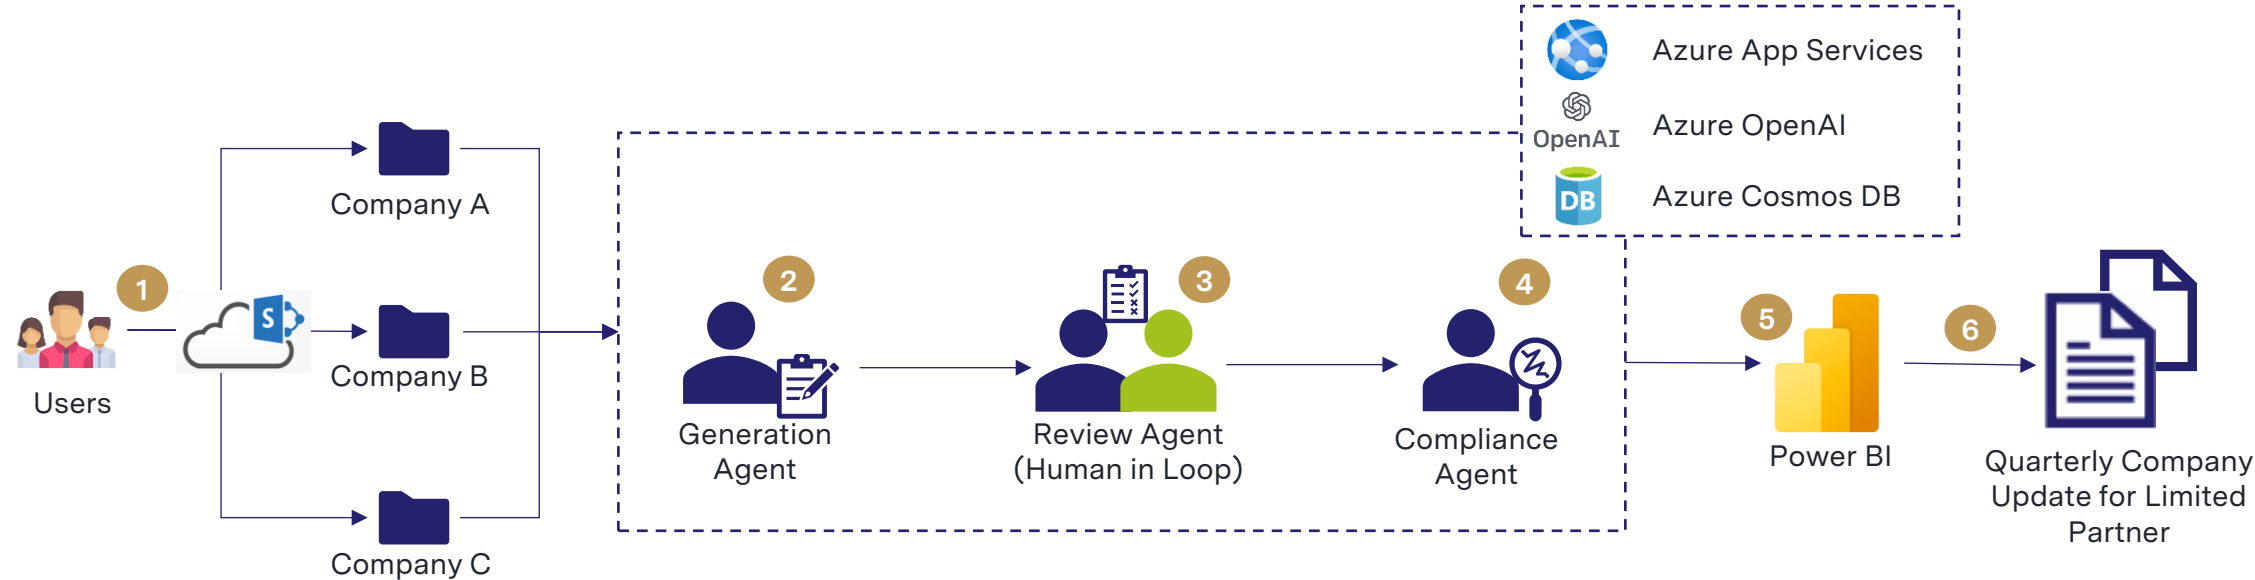 Azure App Services
OpenAI
Azure OpenAI
DB
Azure Cosmos DB
Company A
1
Users
S
Company B
Company C
2
Generation
Agent
3
Review Agent
(Human in Loop)
4
Compliance
Agent
5
Power BI
6
Quarterly Company
Update for Limited
Partner